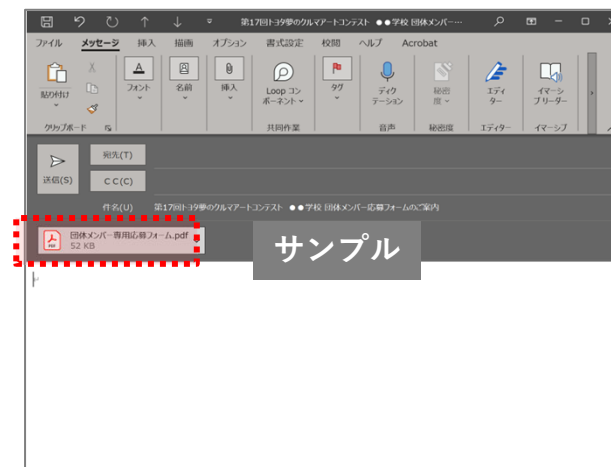 第17回トヨタ夢のクルマアートコンテスト ●●学校 団体メンバー…
ファイル メッセージ 挿入 描画 オプション 書式設定 校閲 ヘルプ Acrobat
貼り付け
フォント
名前
挿入
Loop コン
ポーネント
タグ
ディク
テーション
秘密
度
エディ
ター
イマーシ
ブ リーダー
クリップボード 共同作業 音声 秘密度 エディター イマーシブ
送信(S)
宛先(T)
CC(C)
件名(U) 第17回トヨタ夢のクルマアートコンテスト ●●学校 団体メンバー応募フォームのご案内
PDF
団体メンバー専用応募フォーム.pdf
52 KB
サンプル